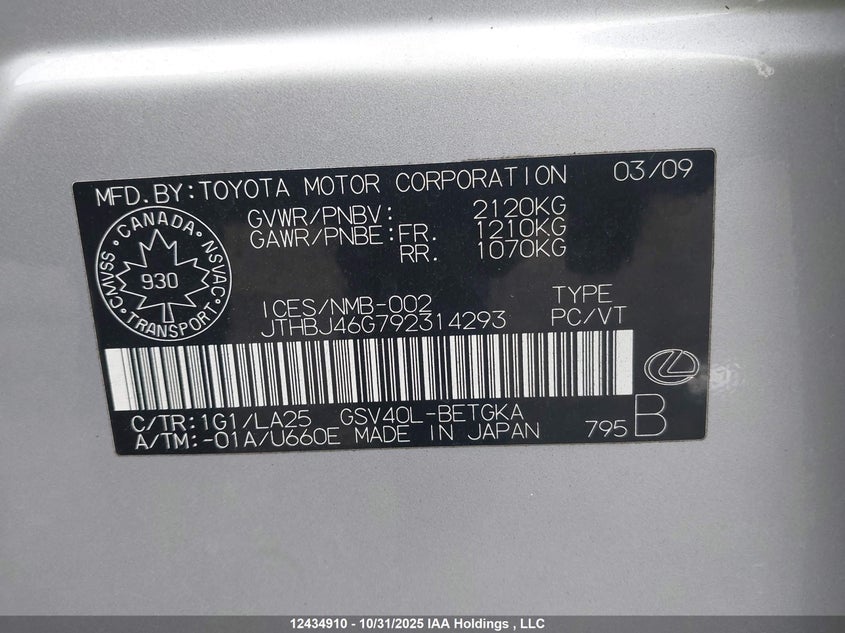 MFD.BY:TOYOTA MOTOR CORPORATION 03/09
GVWR/PNBV: 2120KG
GAWR/PNBE:FR. 1210KG
RR. 1070KG
CANADA
NSVAC
930
CMVSS
TRANSPORT
ICES/NMB-002 TYPE
JTHBJ46G792314293 PC/VT
C/TR:1G1/LA25 GSV40L-BETGKA
A/TM:-01A/U660E MADE IN JAPAN 795 B
12434910 - 10/31/2025 IAA Holdings , LLC